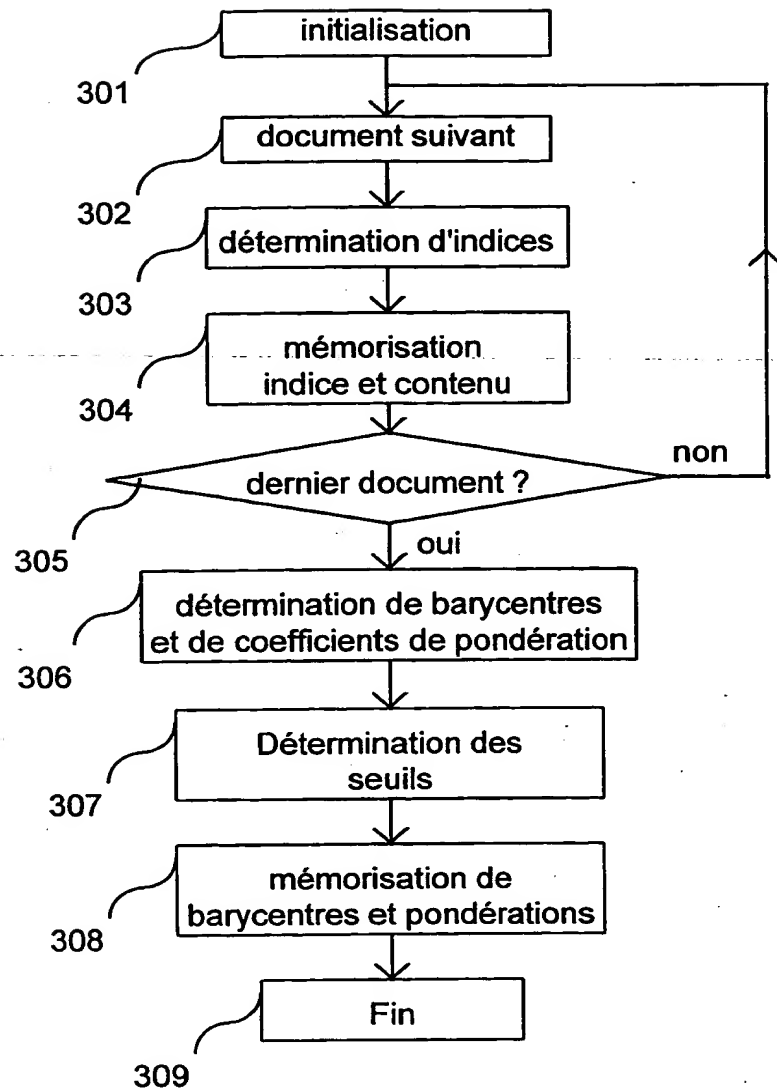 initialisation
301
document suivant
302
détermination d'indices
303
mémorisation
indice et contenu
304
dernier document ?
non
305
oui
détermination de barycentres
et de coefficients de pondération
306
Détermination des
seuils
307
mémorisation de
barycentres et pondérations
308
Fin
309